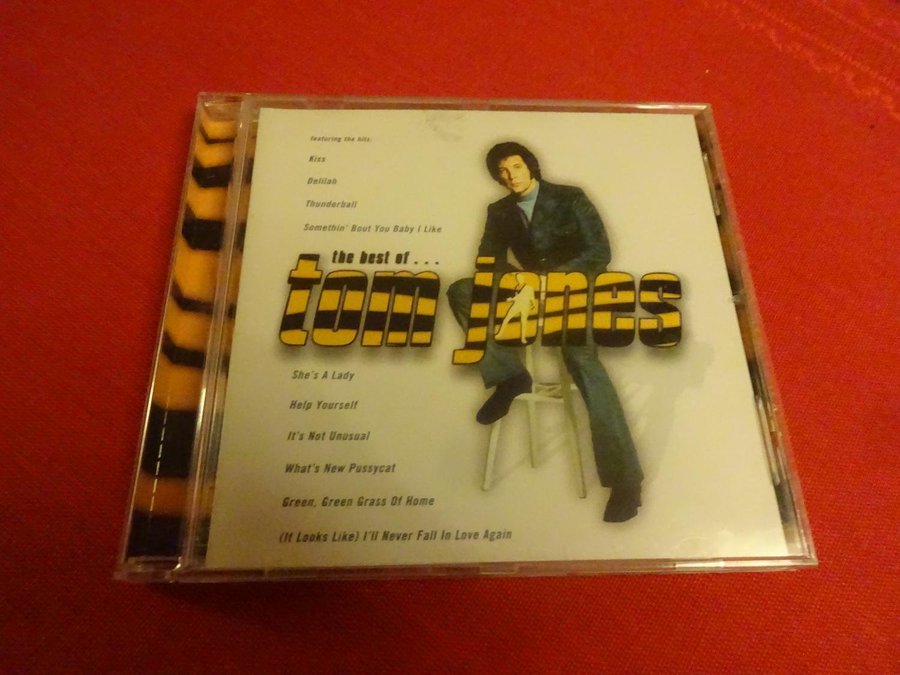 featuring the hits:
Kiss
Delilah
Thunderball
Somethin' Bout You Baby I Like
the best of...
tom jones
She's A Lady
Help Yourself
It's Not Unusual
What's New Pussycat
Green, Green Grass Of Home
(It Looks Like) I'll Never Fall In Love Again